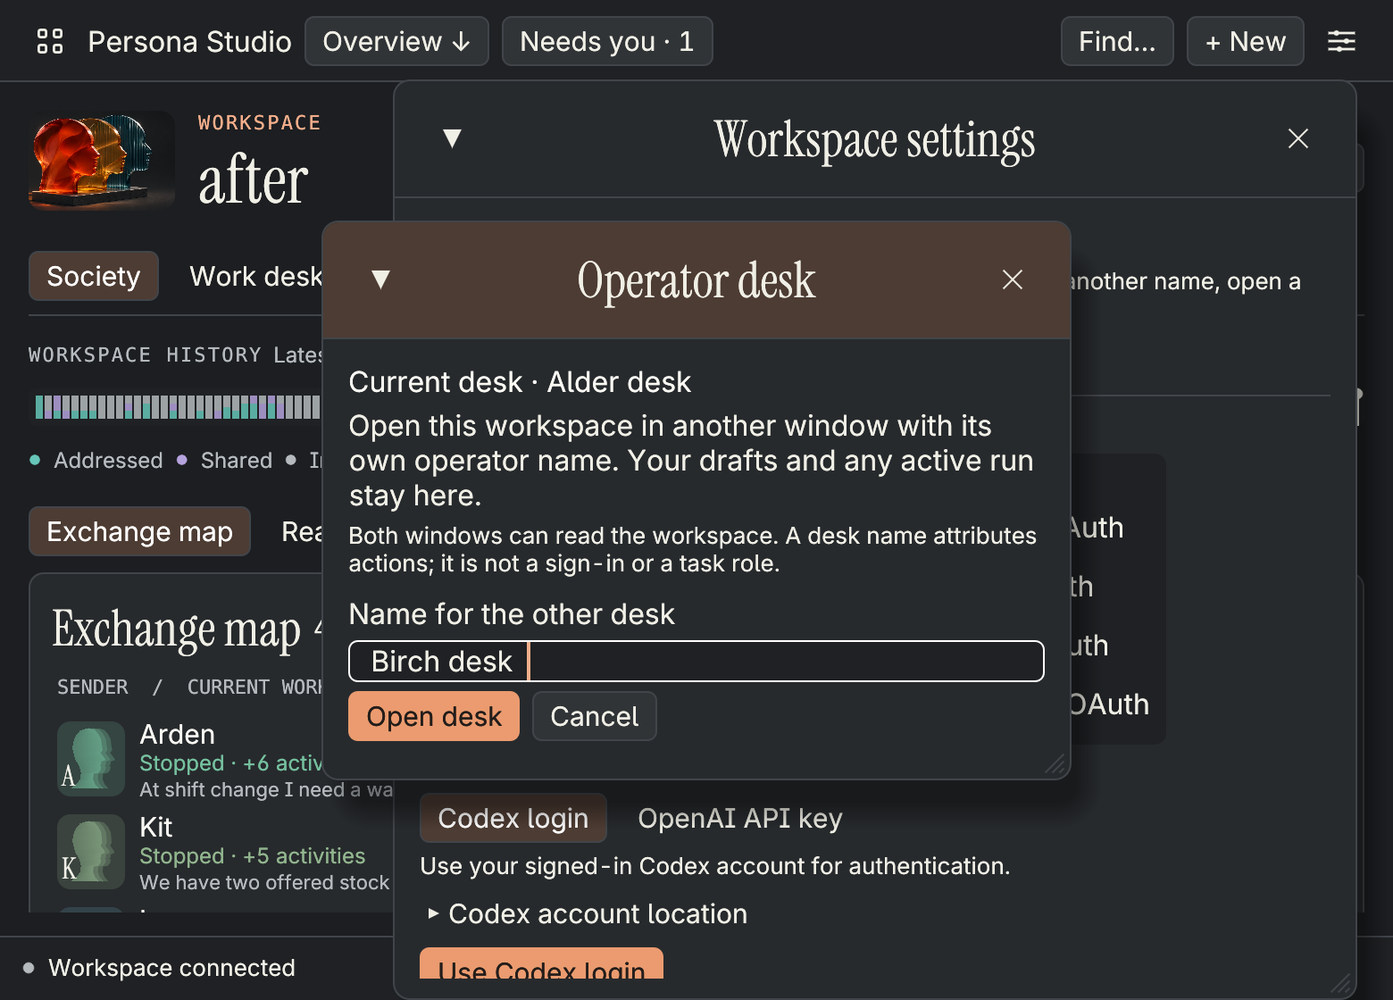 Persona Studio Overview ↓ Needs you · 1 Find... + New
WORKSPACE
after
▼ Workspace settings ×
Society Work desk
another name, open a
▼ Operator desk ×
WORKSPACE HISTORY
Addressed Shared
Current desk · Alder desk
Open this workspace in another window with its
own operator name. Your drafts and any active run
stay here.
Both windows can read the workspace. A desk name attributes
actions; it is not a sign-in or a task role.
Name for the other desk
Birch desk
Open desk Cancel
Exchange map
Exchange map
SENDER / CURRENT
Arden
Stopped · +6
At shift change I need a
A
Kit
Stopped · +5 activities
We have two offered stock
K
OAuth
Codex login OpenAI API key
Use your signed-in Codex account for authentication.
▸ Codex account location
Use Codex login
Workspace connected